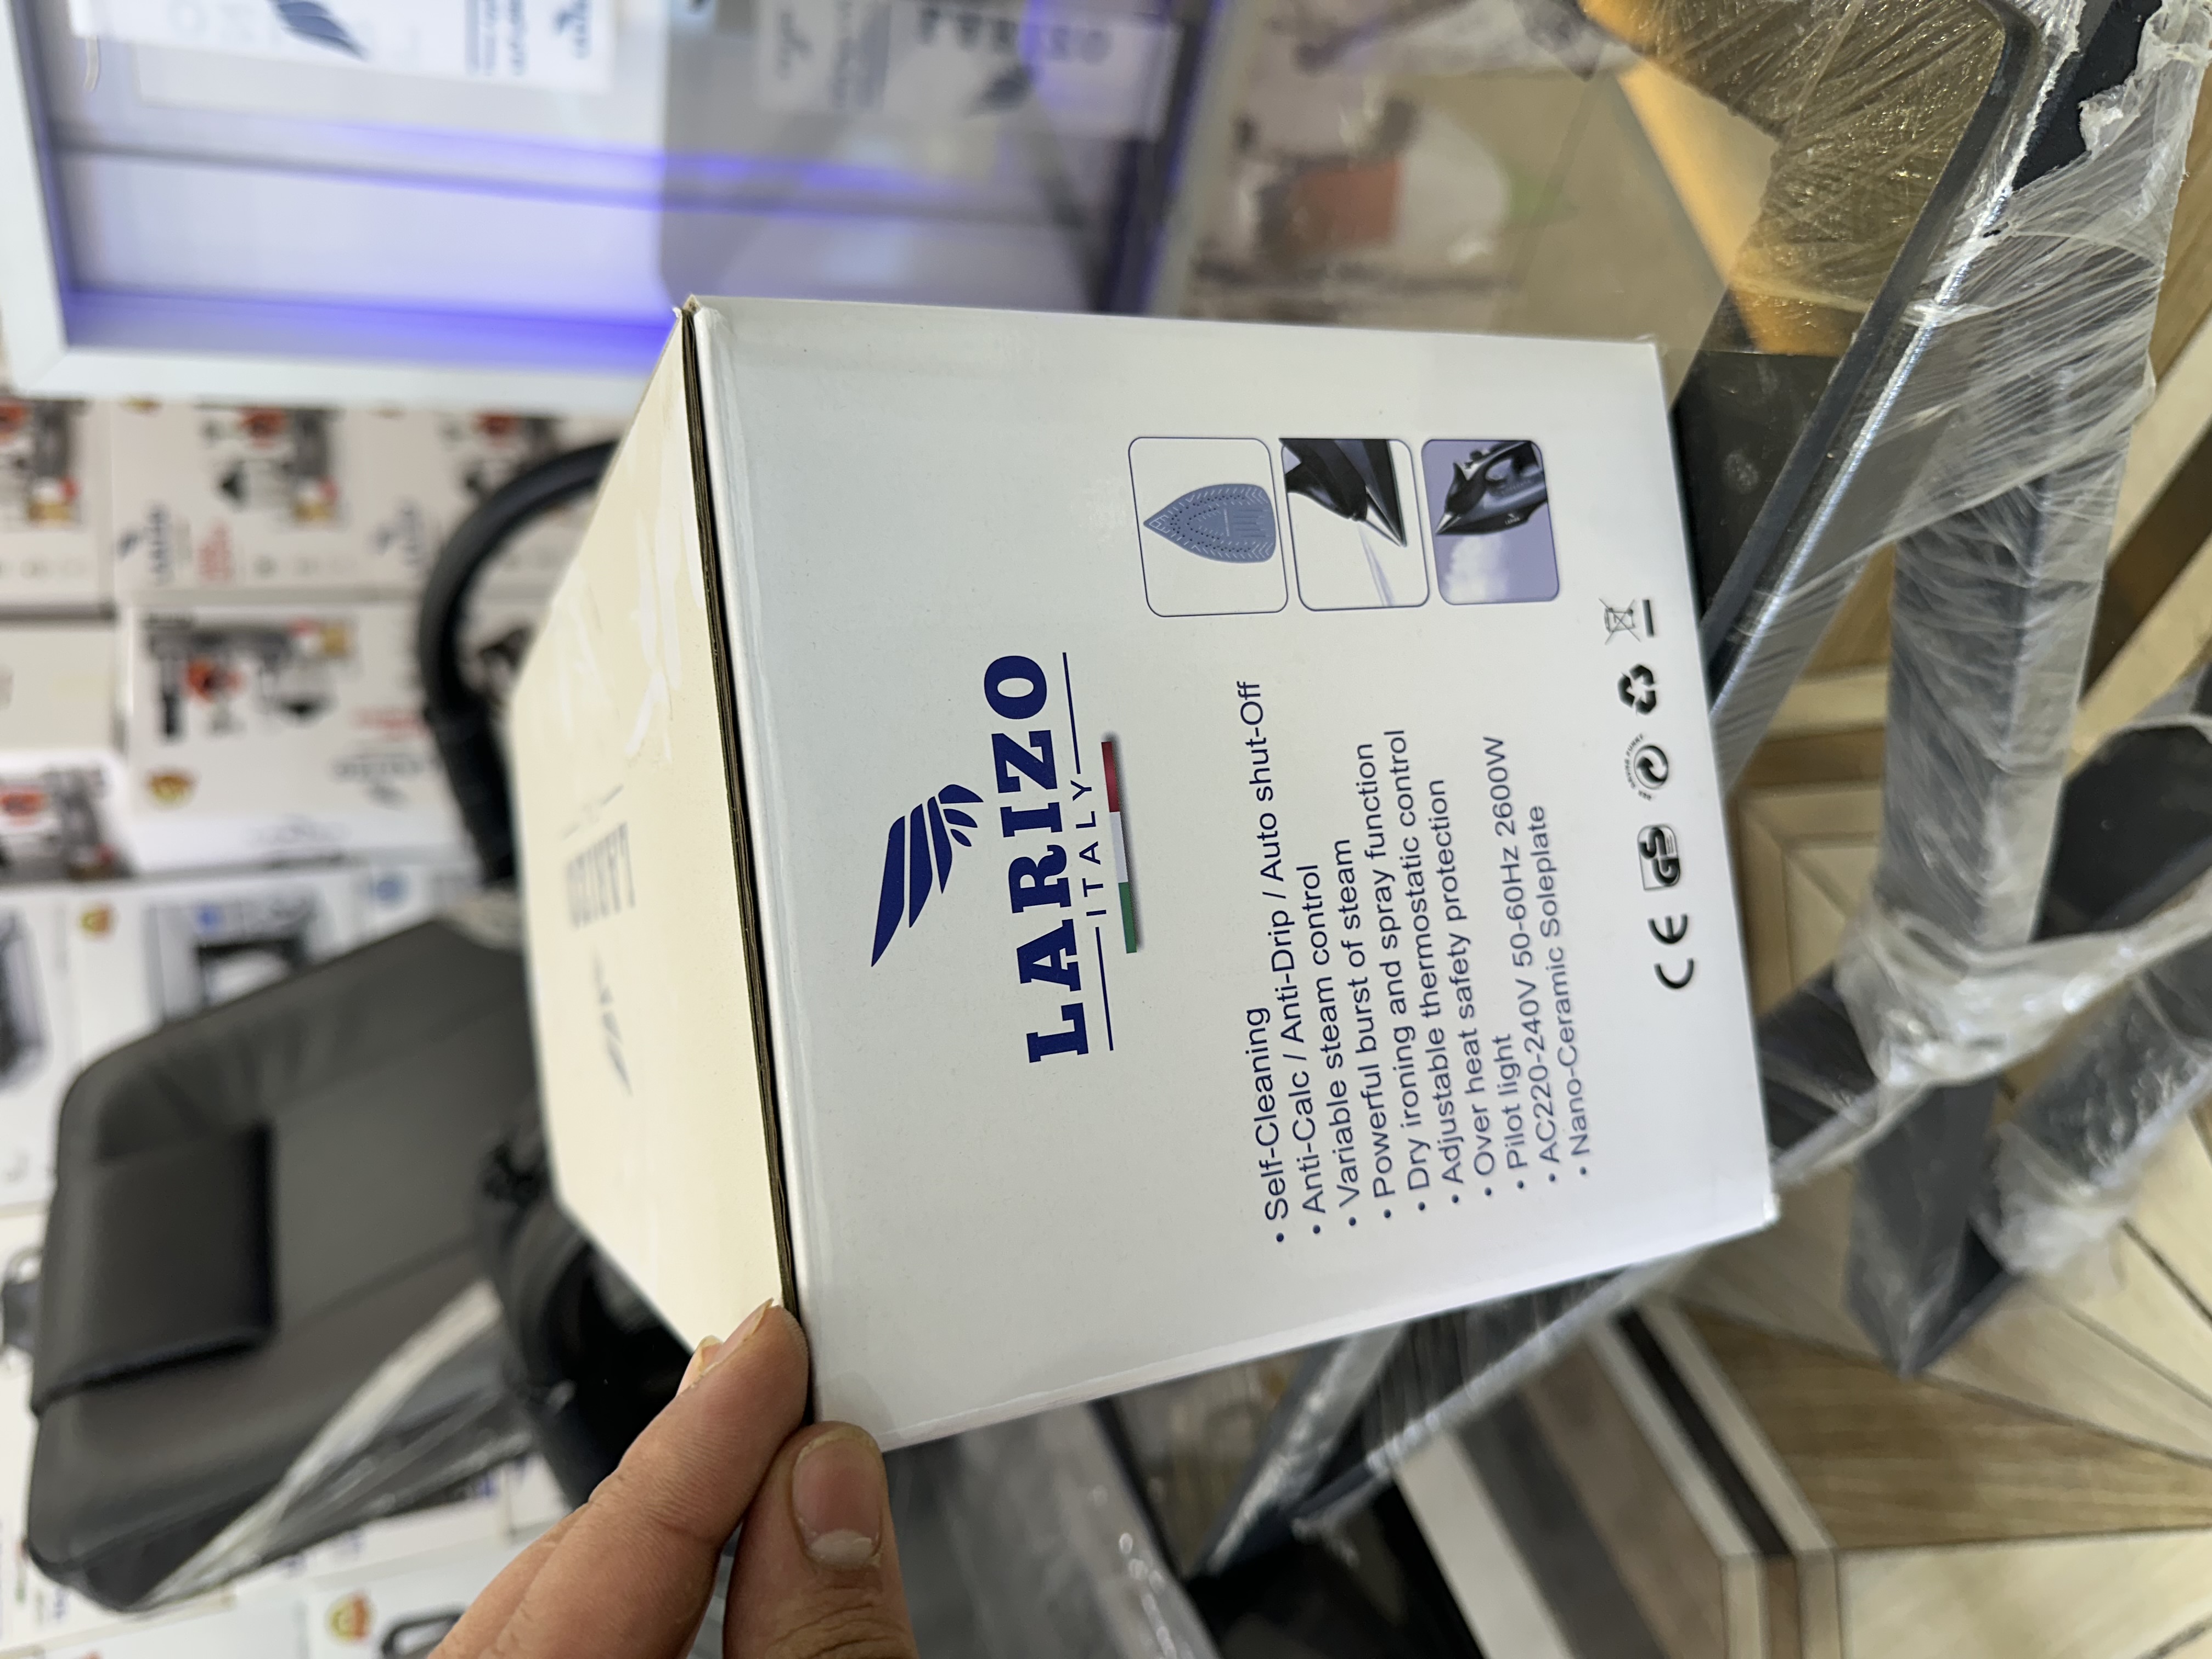 LARIZO
ITALY
• Self-Cleaning
• Anti-Calc / Anti-Drip / Auto shut-Off
• Variable steam control
• Powerful burst of steam
• Dry ironing and spray function
• Adjustable thermostatic control
• Over heat safety protection
• Pilot light
• AC220-240V 50-60Hz 2600W
• Nano-Ceramic Soleplate
CE GS
LARIZO